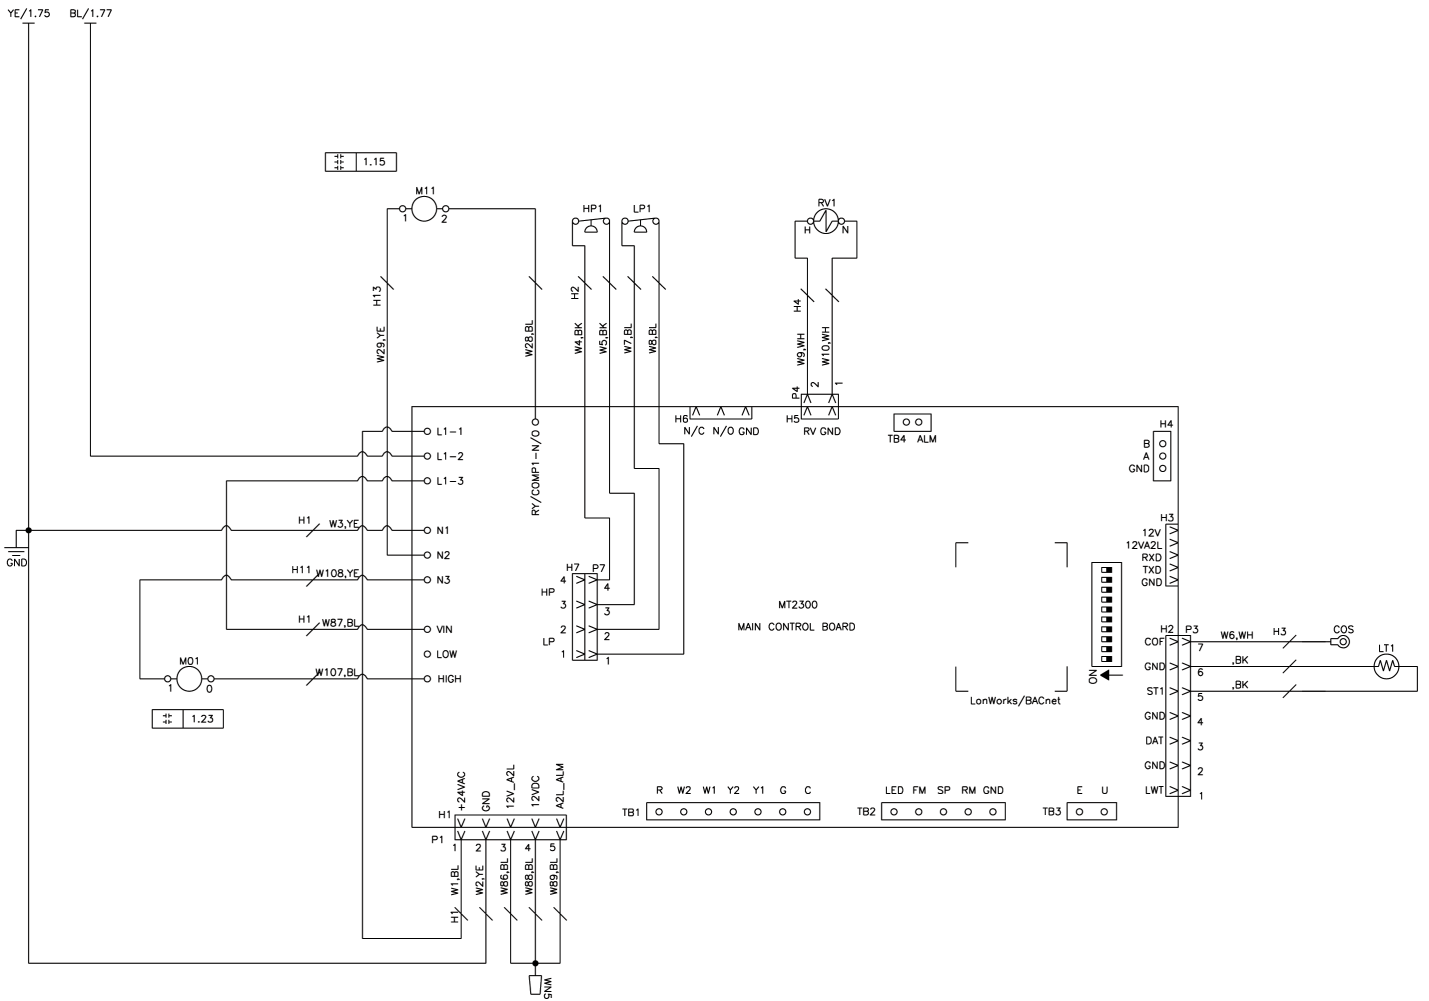 YE/1.75 BL/1.77
1.15
M11
1 2
HP1 LP1
RV1
H N
H13
W29,YE
W28,BL
H2
W4,BK
W5,BK
W7,BL
W8,BL
H4
W9,WH
W10,WH
P4 2 1
H6
N/C N/O GND
H5
RV GND
TB4 ALM
H4
B
A
GND
L1-1
L1-2
L1-3
RY/COMP1-N/O
H1 W3,YE N1
N2
H11 W108,YE N3
H1 W87,BL VIN
LOW
W107,BL HIGH
GND
M01
1 0
1.23
H7 P7
HP
LP
4 4
3 3
2 2
1 1
MT2300
MAIN CONTROL BOARD
H3
12V
12VA2L
RXD
TXD
GND
ON
LonWorks/BACnet
H2 P3
COF 7 W6,WH H3 COS
GND 6 ,BK LT1
ST1 5 ,BK
GND 4
DAT 3
GND 2
LWT 1
+24VAC
GND
12V_A2L
12VDC
A2L_ALM
H1
P1
1 2 3 4 5
H1
W1,BL
W2,YE
W86,BL
W88,BL
W89,BL
WN5
R W2 W1 Y2 Y1 G C
TB1
LED FM SP RM GND
TB2
E U
TB3